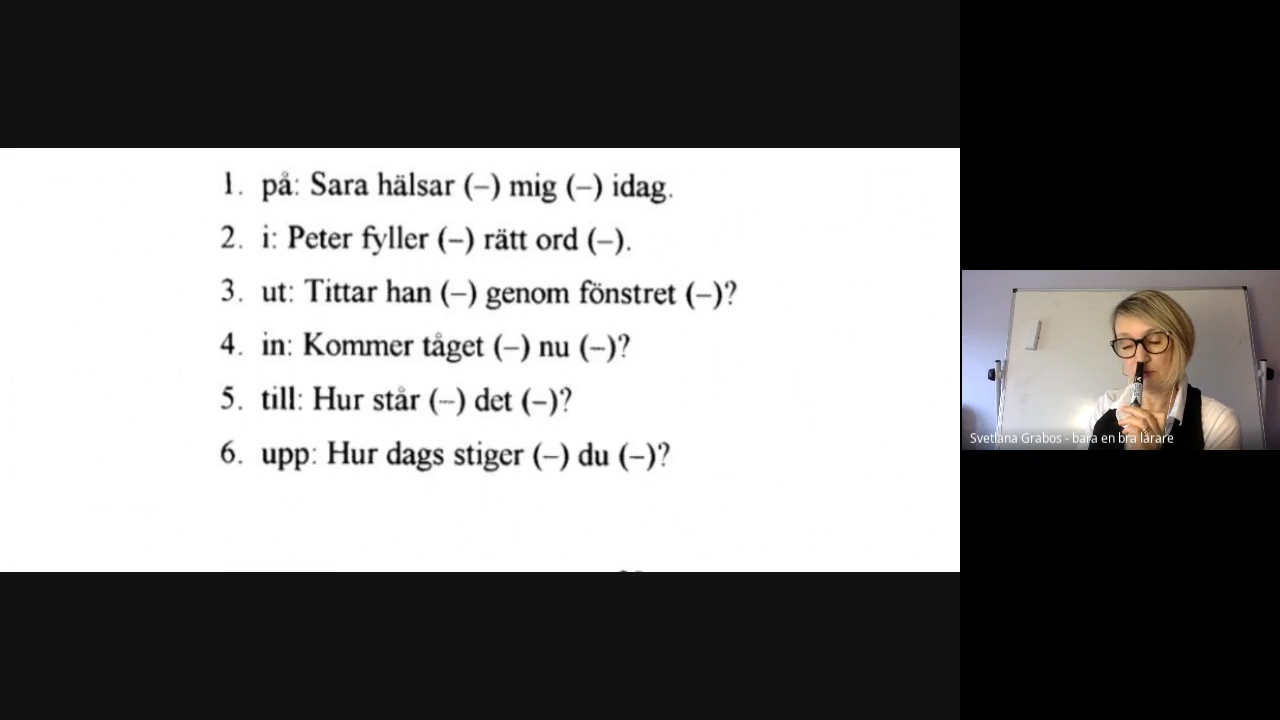 1. på: Sara hälsar (–) mig (–) idag.
2. i: Peter fyller (–) rätt ord (–).
3. ut: Tittar han (–) genom fönstret (–)?
4. in: Kommer tåget (–) nu (–)?
5. till: Hur står (–) det (–)?
6. upp: Hur dags stiger (–) du (–)?
Svetlana Grabos - bara en bra lärare